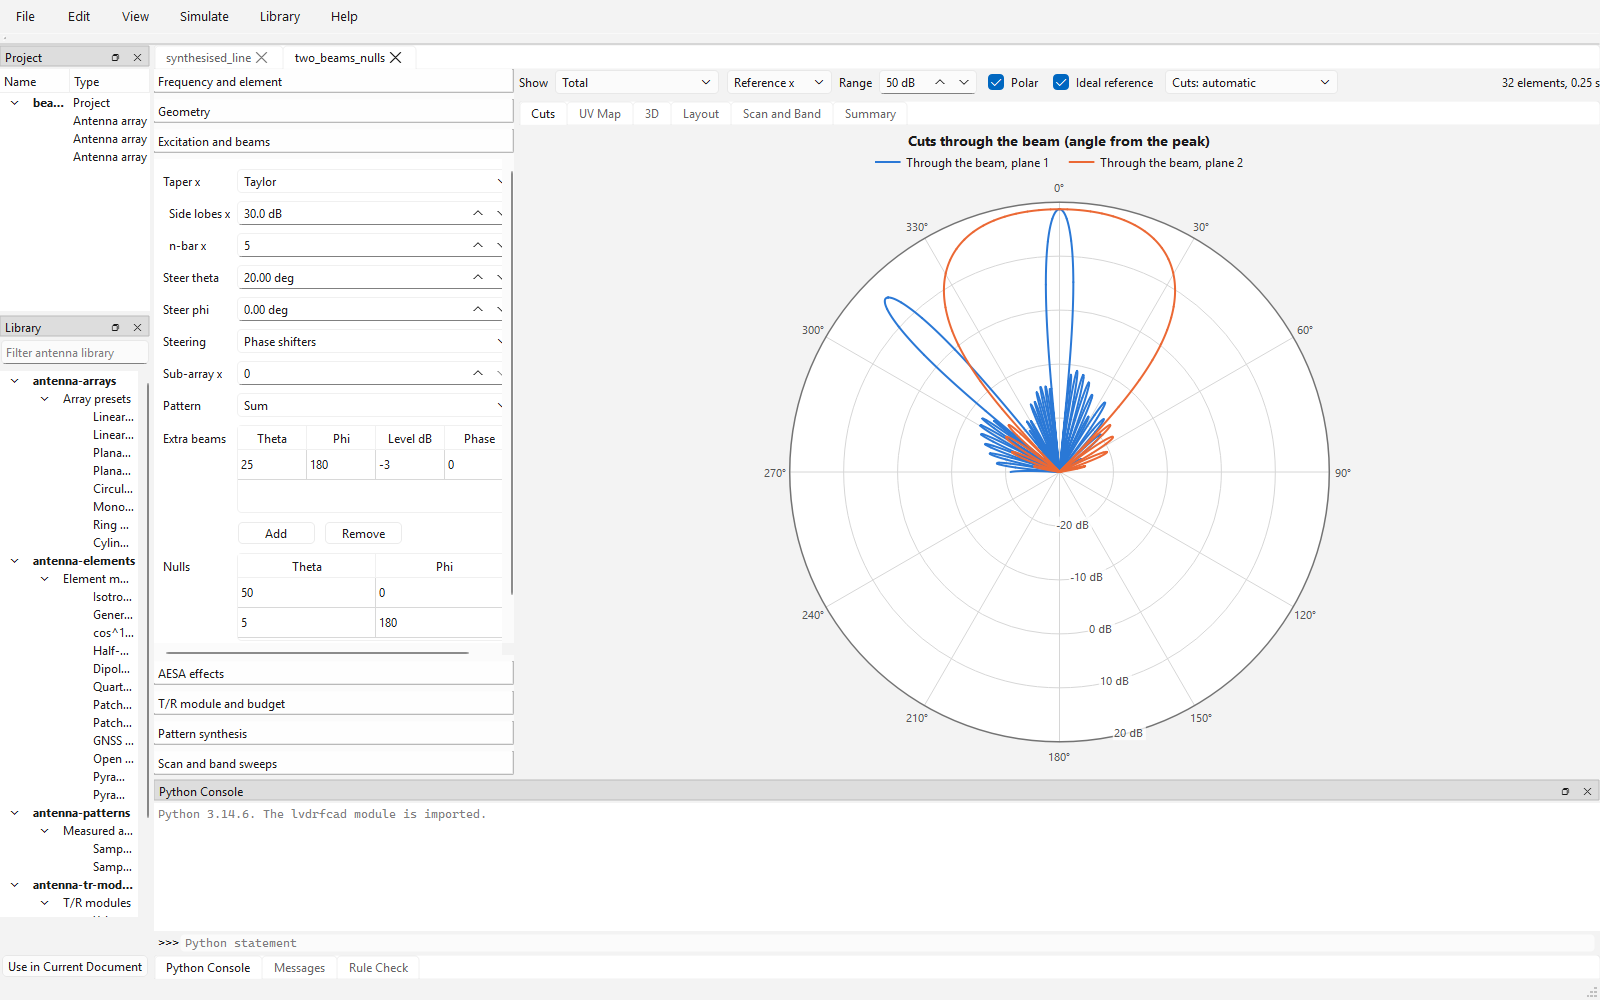 File Edit View Simulate Library Help
Project
Name Type
bea... Project
Antenna array
Antenna array
Antenna array
Library
Filter antenna library
antenna-arrays
Array presets
Linear...
Linear...
Plana...
Plana...
Circul...
Mono...
Ring ...
Cylin...
antenna-elements
Element m...
Isotro...
Gener...
cos^1...
Half-...
Dipol...
Quart...
Patch...
Patch...
GNSS ...
Open ...
Pyra...
Pyra...
antenna-patterns
Measured a...
Samp...
Samp...
antenna-tr-mod...
T/R modules
Use in Current Document
synthesised_line two_beams_nulls
Frequency and element
Geometry
Excitation and beams
Taper x Taylor
Side lobes x 30.0 dB
n-bar x 5
Steer theta 20.00 deg
Steer phi 0.00 deg
Steering Phase shifters
Sub-array x 0
Pattern Sum
Extra beams Theta Phi Level dB Phase
25 180 -3 0
Add Remove
Nulls Theta Phi
50 0
5 180
AESA effects
T/R module and budget
Pattern synthesis
Scan and band sweeps
Show Total Reference x Range 50 dB Polar Ideal reference Cuts: automatic 32 elements, 0.25 s
Cuts UV Map 3D Layout Scan and Band Summary
Cuts through the beam (angle from the peak)
Through the beam, plane 1 Through the beam, plane 2
0°
330° 30°
300° 60°
270° 90°
-20 dB
-10 dB
240° 120°
0 dB
10 dB
210° 150°
20 dB
180°
Python Console
Python 3.14.6. The lvdrfcad module is imported.
>>> Python statement
Python Console Messages Rule Check